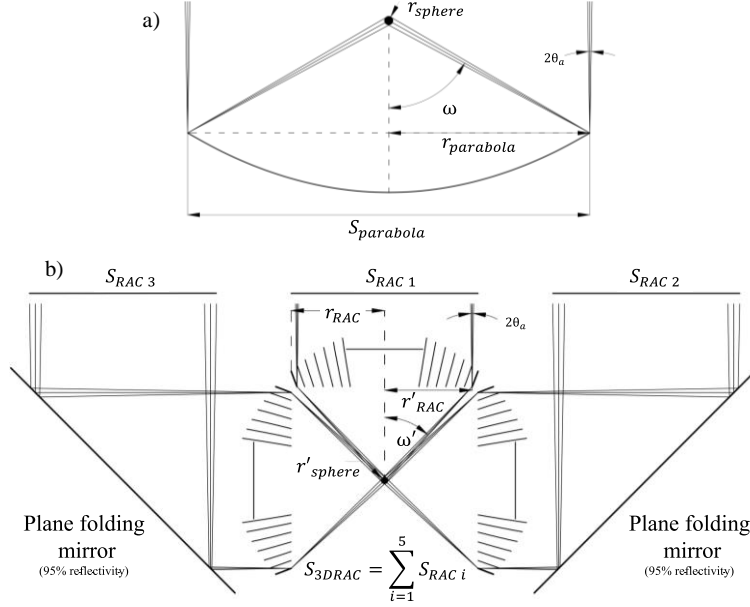 a)
r_sphere
2θ_a
ω
r_parabola
S_parabola
b)
S_RAC 3
S_RAC 1
S_RAC 2
r_RAC
2θ_a
r'_RAC
ω'
r'_sphere
Plane folding
mirror
(95% reflectivity)
S_3DRAC = ∑_{i=1}^{5} S_RAC i
Plane folding
mirror
(95% reflectivity)